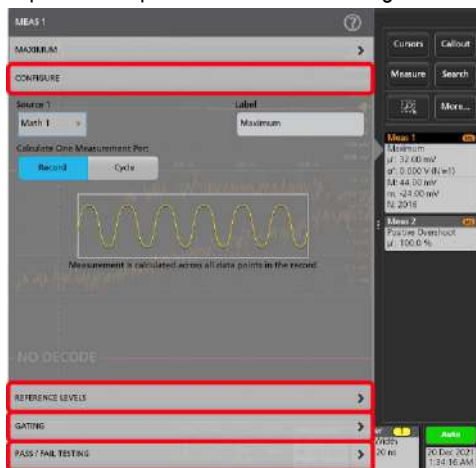 MEAS 1
MAXIMUM
CONFIGURE
Source 1
Label
Math 1
Maximum
Calculate One Measurement Per:
Record
Cycle
Measurement is calculated across all data points in the record
NO DECODE
REFERENCE LEVELS
GATING
PASS / FAIL TESTING
Cursors
Callout
Measure
Search
More...
Meas 1
Maximum
µ': 32.00 mV
M: 44.00 mV
m: -24.00 mV
N: 2016
Meas 2
Positive Overshoot
µ': 100.0 %
Width
20 ns
Auto
20 Dec 2021
1:34:16 AM